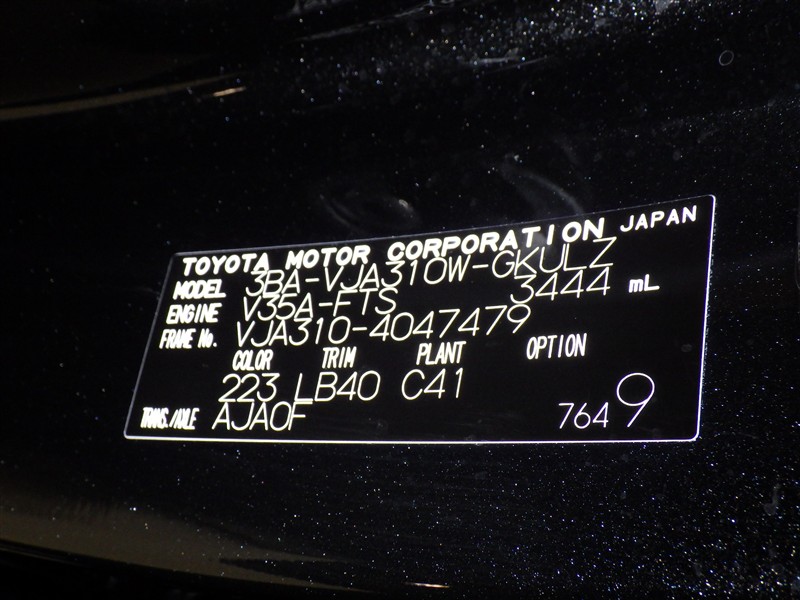 TOYOTA MOTOR CORPORATION JAPAN
MODEL 3BA-VJA310W-GKULZ
ENGINE V35A-FTS 3444 mL
FRAME No. VJA310-4047479
COLOR TRIM PLANT OPTION
223 LB40 C41
TRANS./AXLE AJA0F 764 9